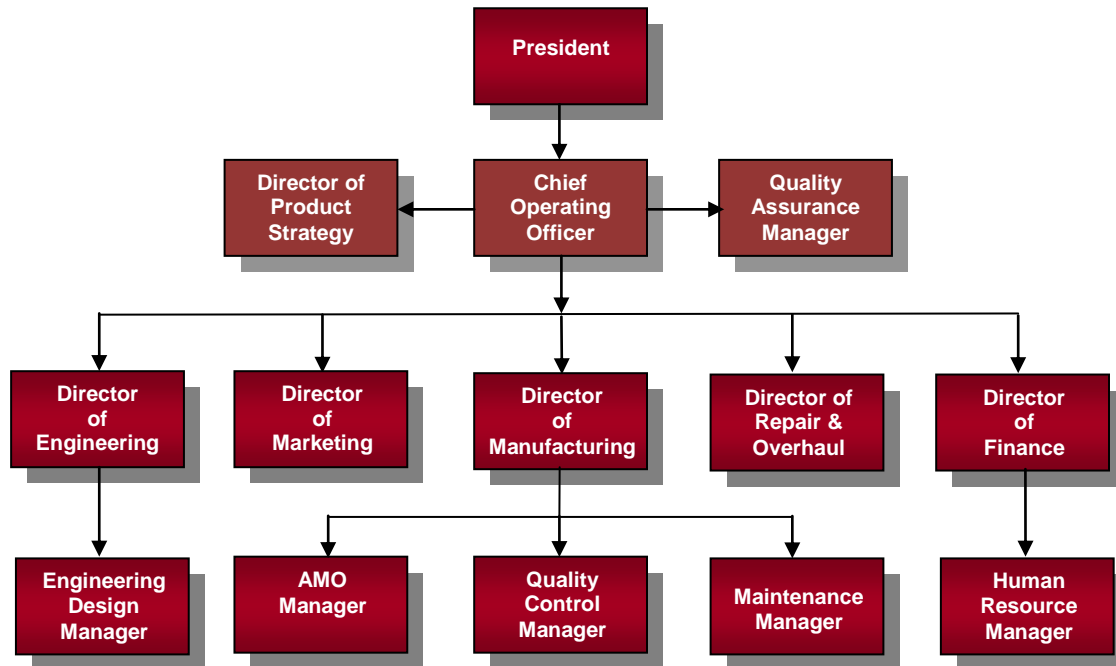 President
Director of
Product
Strategy
Chief
Operating
Officer
Quality
Assurance
Manager
Director
of
Engineering
Director
of
Marketing
Director
of
Manufacturing
Director of
Repair &
Overhaul
Director
of
Finance
Engineering
Design
Manager
AMO
Manager
Quality
Control
Manager
Maintenance
Manager
Human
Resource
Manager